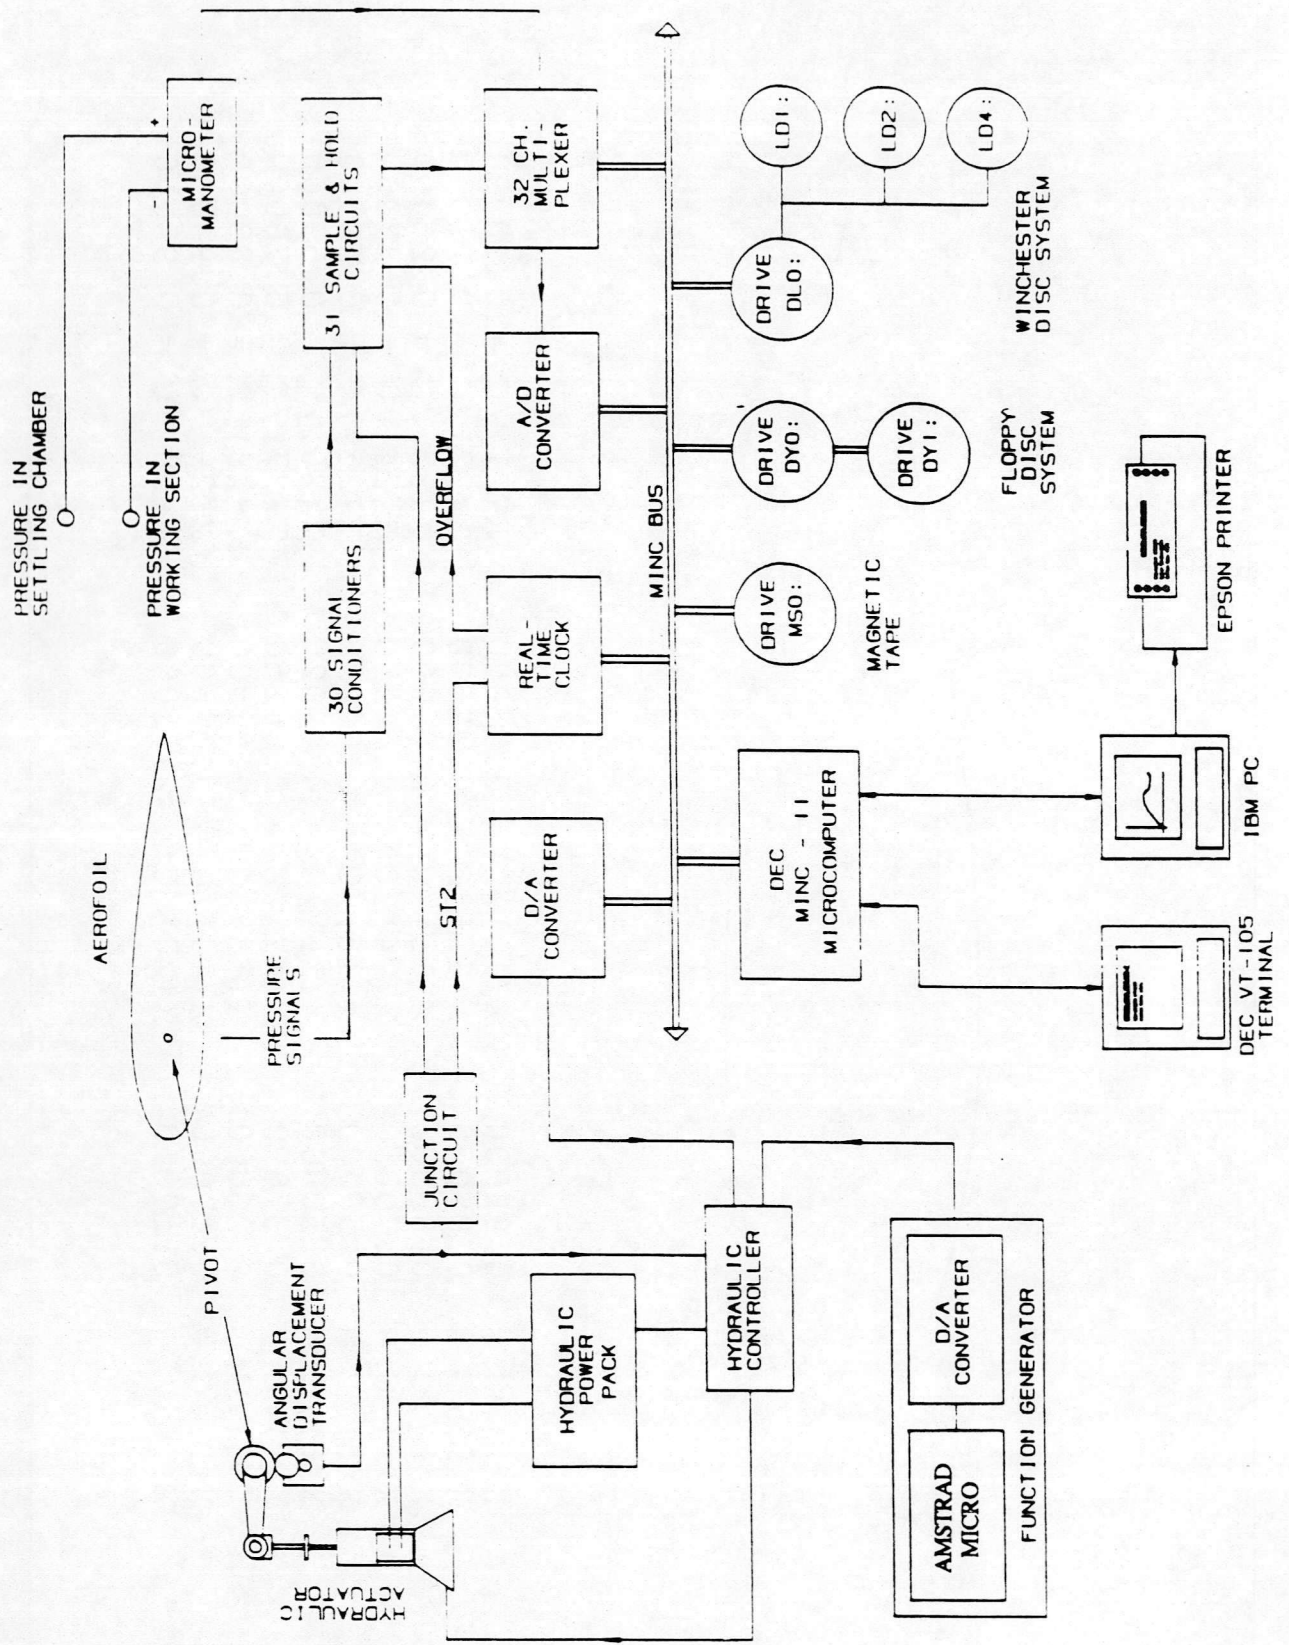 PRESSURE IN
SETTLING CHAMBER
PRESSURE IN
WORKING SECTION
+
-
MICRO-
MANOMETER
AEROFOIL
PIVOT
PRESSURE
SIGNALS
30 SIGNAL
CONDITIONERS
31 SAMPLE & HOLD
CIRCUITS
ANGULAR
DISPLACEMENT
TRANSDUCER
HYDRAULIC
ACTUATOR
JUNCTION
CIRCUIT
SI2
OVERFLOW
D/A
CONVERTER
REAL-
TIME
CLOCK
A/D
CONVERTER
32 CH.
MULTI-
PLEXER
HYDRAULIC
POWER
PACK
MINC BUS
HYDRAULIC
CONTROLLER
DEC
MINC - 11
MICROCOMPUTER
DRIVE
MS0:
MAGNETIC
TAPE
DRIVE
DY0:
DRIVE
DY1:
FLOPPY
DISC
SYSTEM
DRIVE
DL0:
LD1:
LD2:
LD4:
WINCHESTER
DISC SYSTEM
AMSTRAD
MICRO
D/A
CONVERTER
FUNCTION GENERATOR
DEC VT-105
TERMINAL
IBM PC
EPSON PRINTER